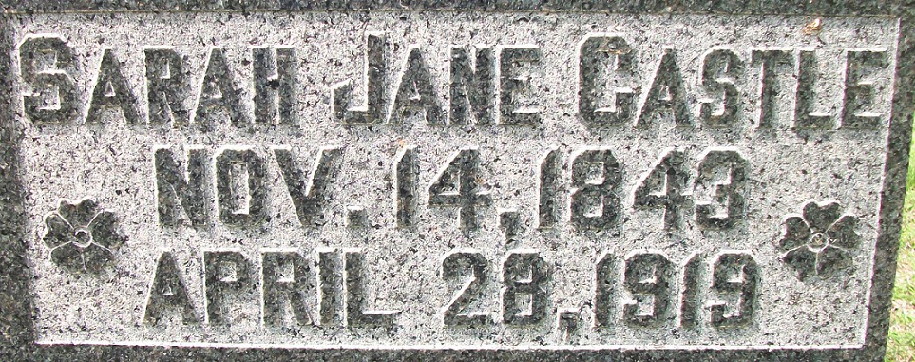 SARAH JANE CASTLE
NOV. 14, 1843
APRIL 28, 1919